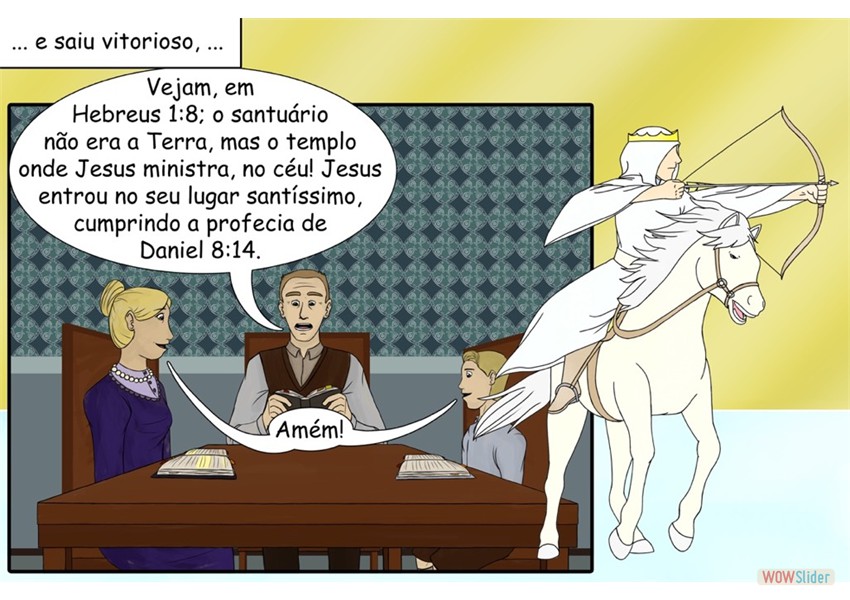 ... e saiu vitorioso, ...
Vejam, em
Hebreus 1:8; o santuário
não era a Terra, mas o templo
onde Jesus ministra, no céu! Jesus
entrou no seu lugar santíssimo,
cumprindo a profecia de
Daniel 8:14.
Amém!
WOWSlider